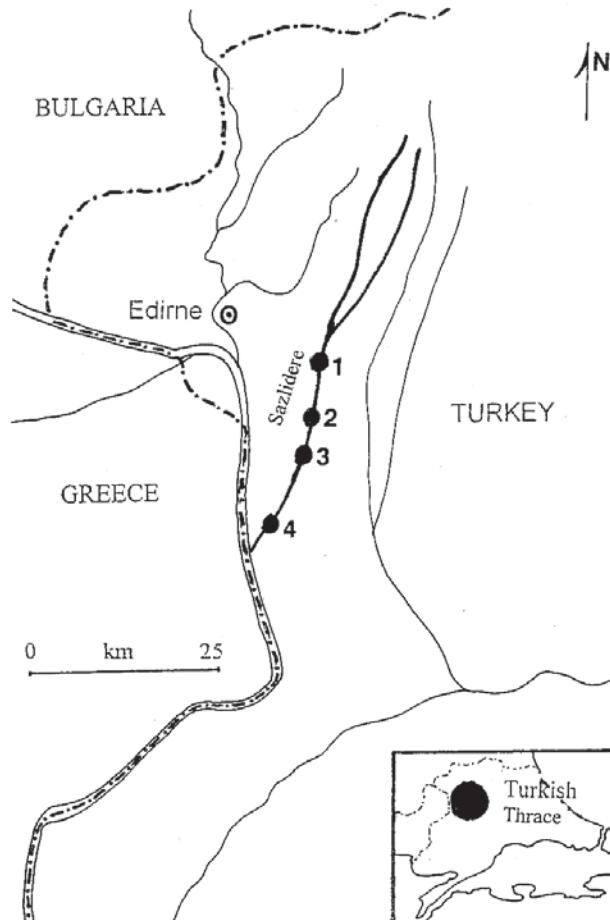 N
BULGARIA
Edirne
Sazlidere
1
2
TURKEY
3
GREECE
4
0 km 25
Turkish
Thrace